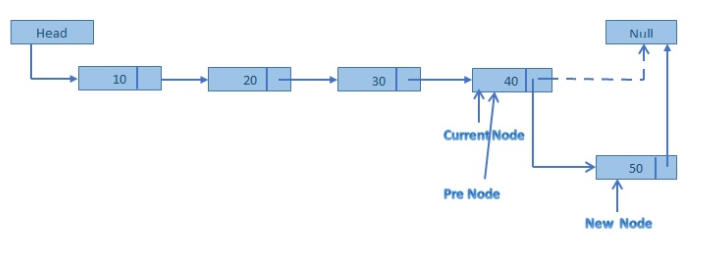 Head
Null
10
20
30
40
Current Node
50
Pre Node
New Node